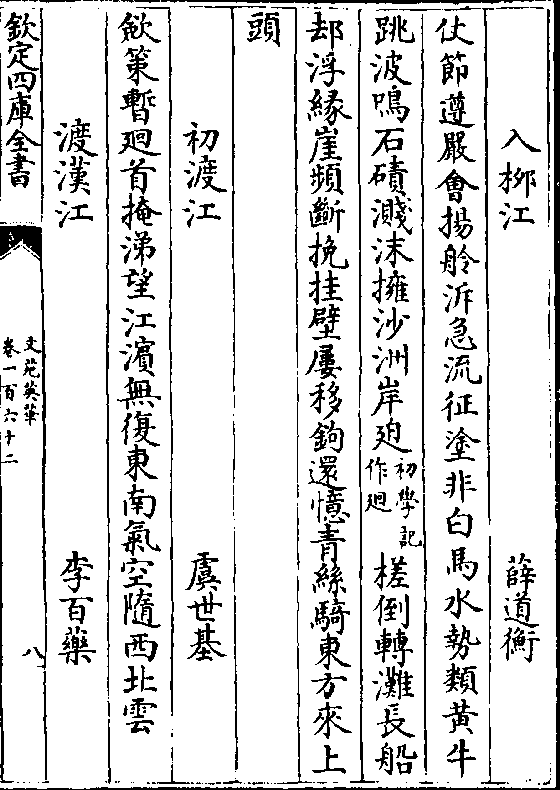 入栁江　薛道衡
仗節遵嚴會揚舲泝急流征塗非白馬水勢類黄牛
跳波鳴石磧濺沫擁沙洲岸廹初學記作廻槎倒轉灘長船
却浮緣崖頻斷挽挂壁屢移鉤還憶青絲騎東方來上
頭
初渡江　虞世基
斂策暫廻首掩涕望江濱無復東南氣空隨西北雲
渡漢江　李百藥
欽定四庫全書
文苑英華
卷一百六十二
八